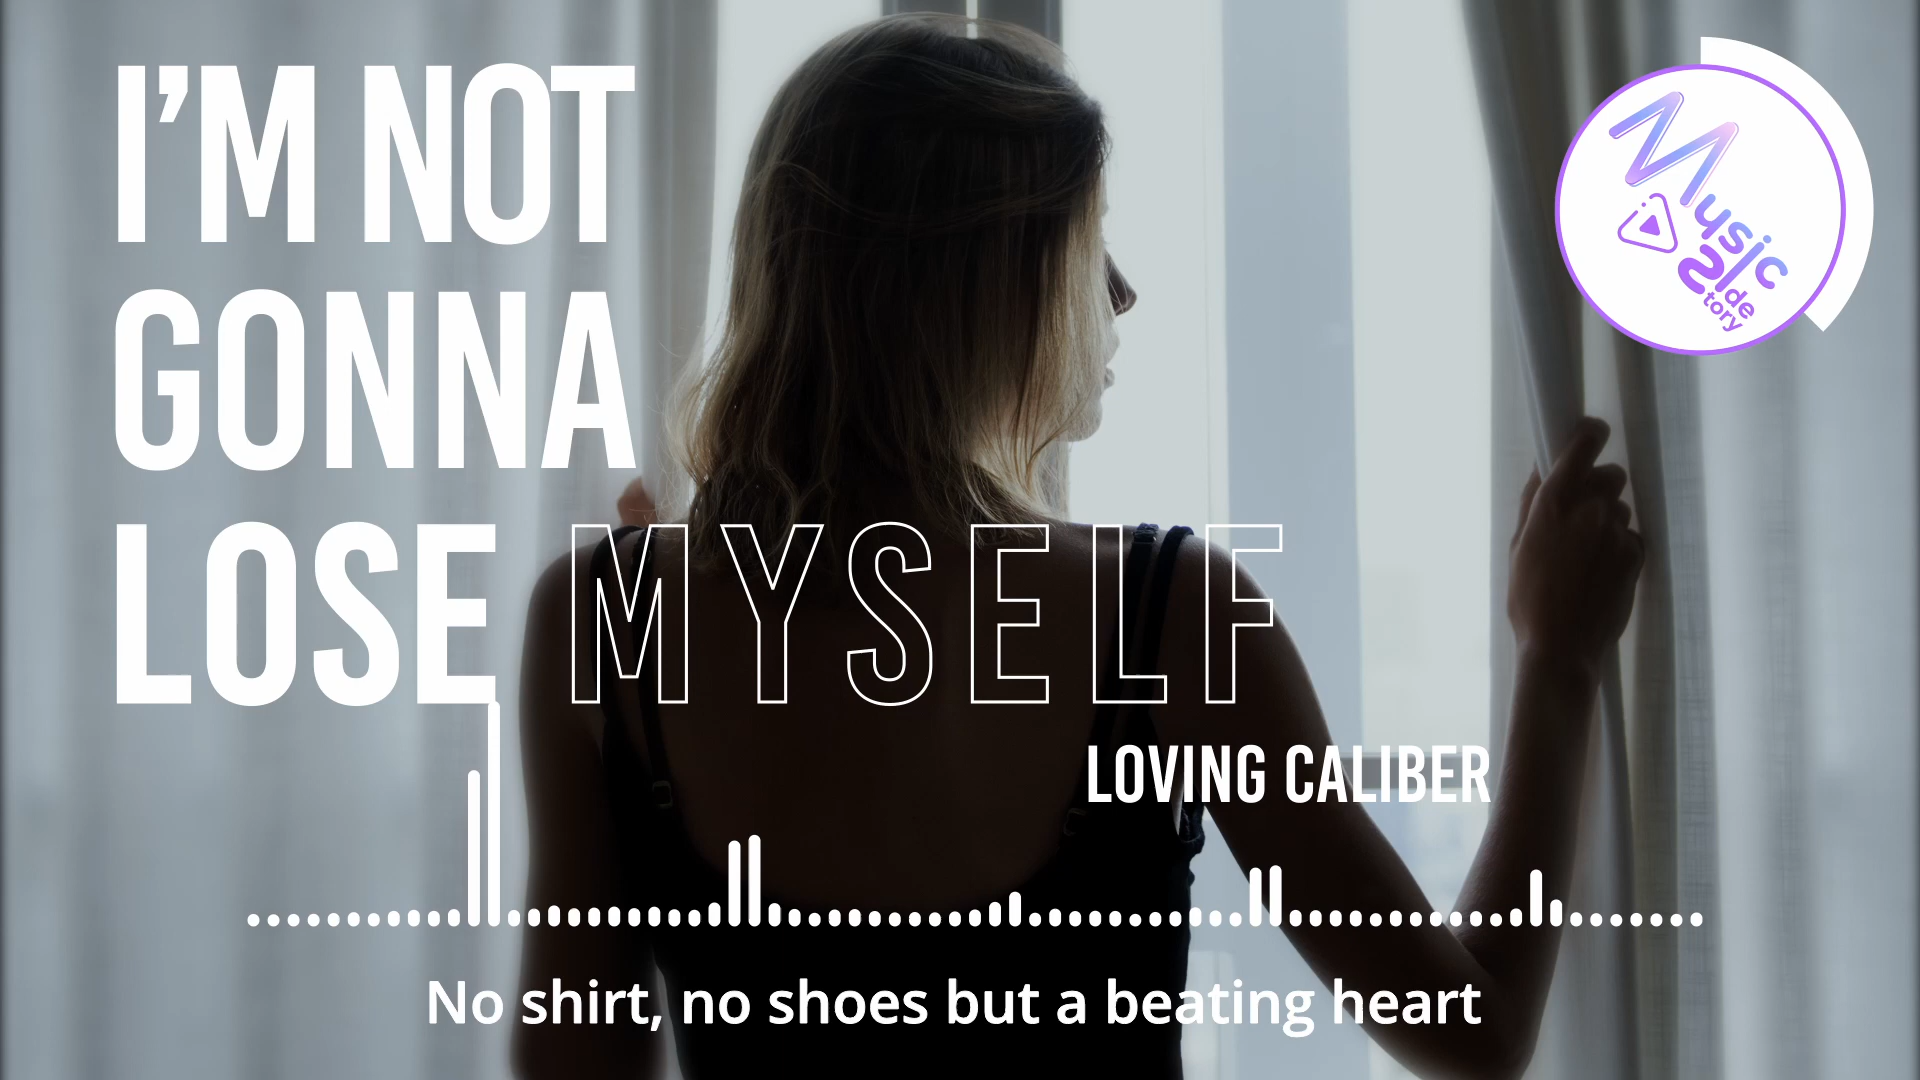 I'M NOT
GONNA
LOSE MYSELF
Music
Side
Story
LOVING CALIBER
No shirt, no shoes but a beating heart